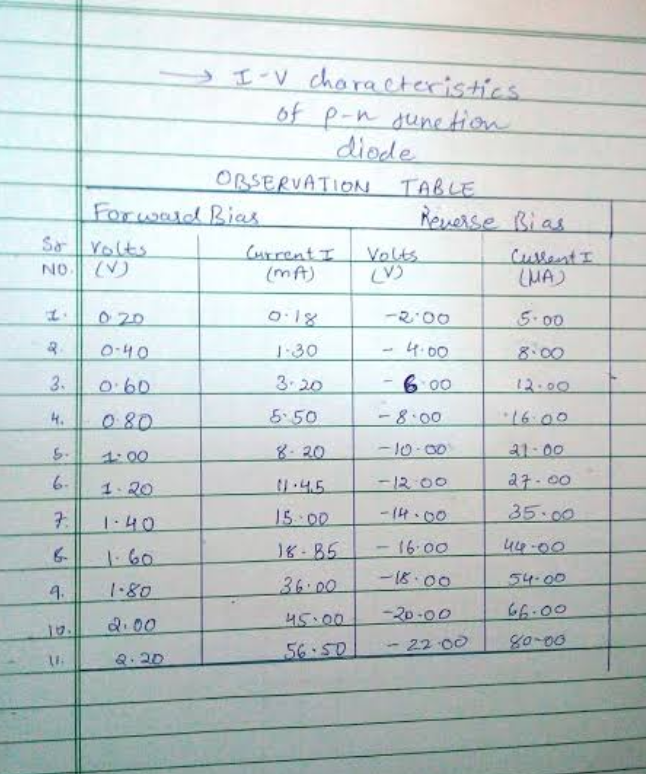 → I-V characteristics
of p-n junction
diode
OBSERVATION TABLE
Forward Bias Reverse Bias
Sr NO. Volts (V) Current I (mA) Volts (V) Current I (μA)
1. 0.20 0.18 -2.00 5.00
2. 0.40 1.30 -4.00 8.00
3. 0.60 3.20 -6.00 12.00
4. 0.80 5.50 -8.00 16.00
5. 1.00 8.20 -10.00 21.00
6. 1.20 11.45 -12.00 27.00
7. 1.40 15.00 -14.00 35.00
8. 1.60 18.85 -16.00 44.00
9. 1.80 36.00 -18.00 54.00
10. 2.00 45.00 -20.00 66.00
11. 2.20 56.50 -22.00 80.00